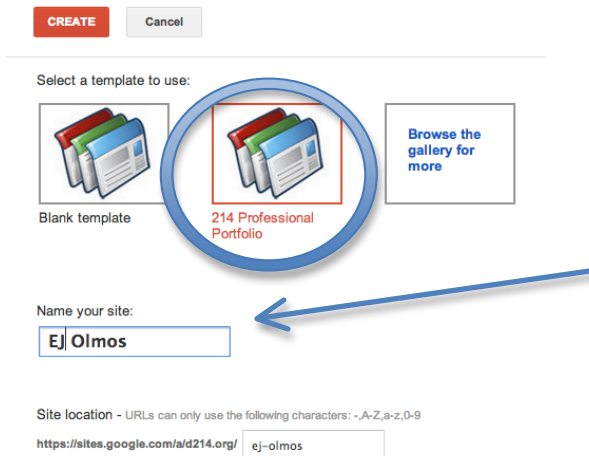 CREATE Cancel
Select a template to use:
Blank template
214 Professional
Portfolio
Browse the
gallery for
more
Name your site:
EJ Olmos
Site location - URLs can only use the following characters: -,A-Z,a-z,0-9
https://sites.google.com/a/d214.org/ ej-olmos